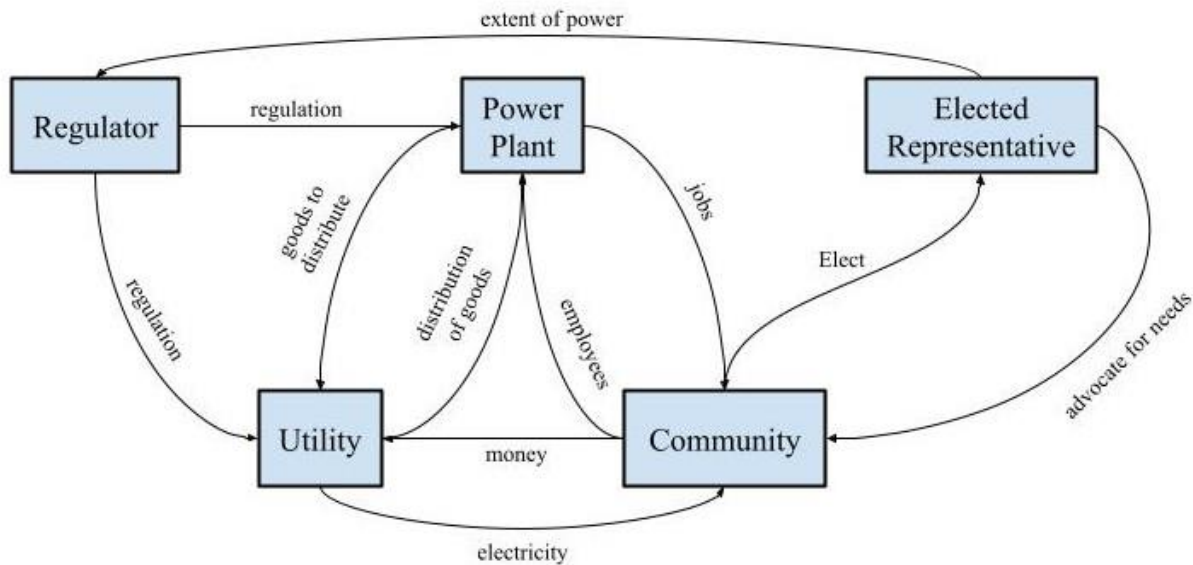 extent of power
Regulator
regulation
Power
Plant
Elected
Representative
goods to
distribute
jobs
distribution
of goods
Elect
regulation
employees
advocate for needs
Utility
money
Community
electricity